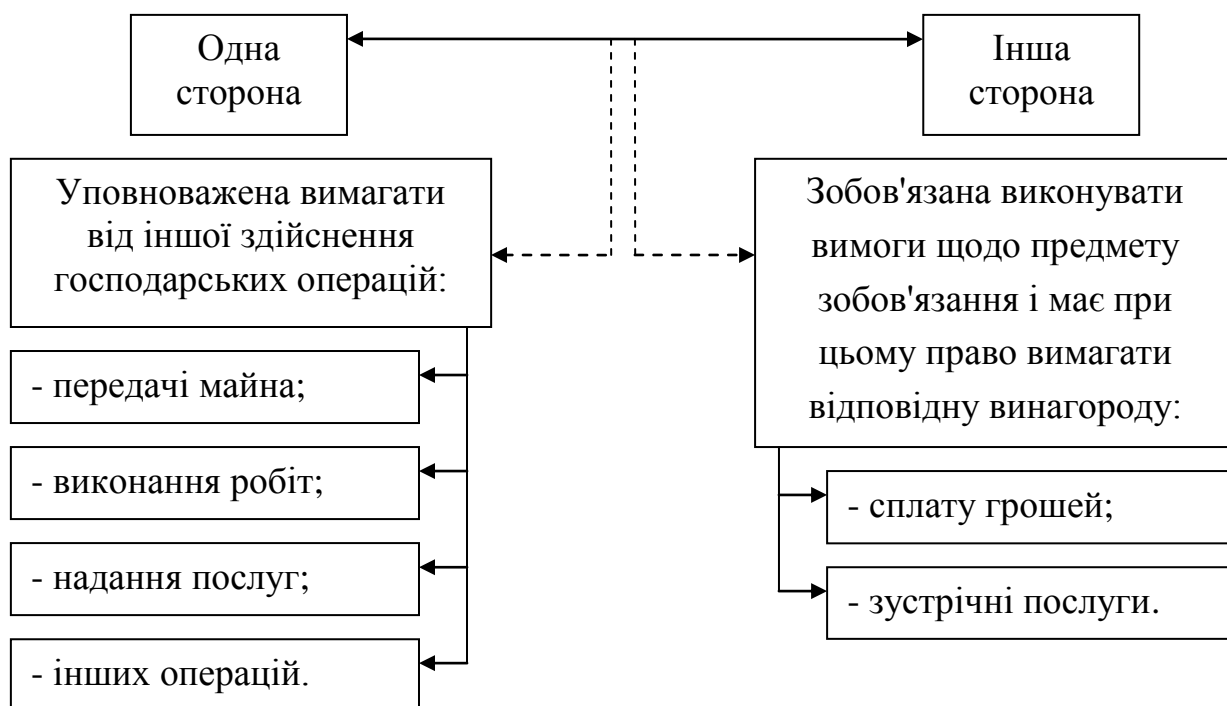 Одна
сторона
Інша
сторона
Уповноважена вимагати
від іншої здійснення
господарських операцій:
- передачі майна;
- виконання робіт;
- надання послуг;
- інших операцій.
Зобов'язана виконувати
вимоги щодо предмету
зобов'язання і має при
цьому право вимагати
відповідну винагороду:
- сплату грошей;
- зустрічні послуги.